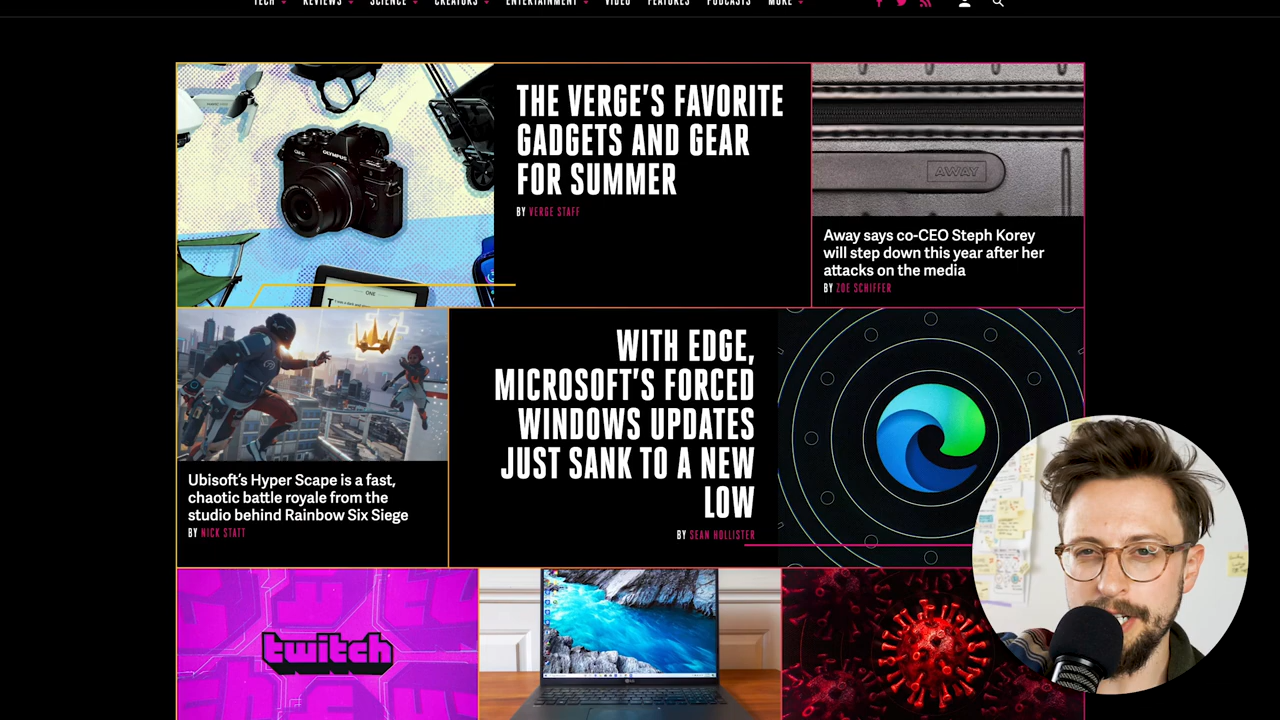 TECH REVIEWS SCIENCE CREATORS ENTERTAINMENT VIDEO FEATURES PODCASTS MORE
THE VERGE'S FAVORITE
GADGETS AND GEAR
FOR SUMMER
BY VERGE STAFF
OLYMPUS
ONE
AWAY
Away says co-CEO Steph Korey
will step down this year after her
attacks on the media
BY ZOE SCHIFFER
Ubisoft's Hyper Scape is a fast,
chaotic battle royale from the
studio behind Rainbow Six Siege
BY NICK STATT
WITH EDGE,
MICROSOFT'S FORCED
WINDOWS UPDATES
JUST SANK TO A NEW
LOW
BY SEAN HOLLISTER
twitch
LG